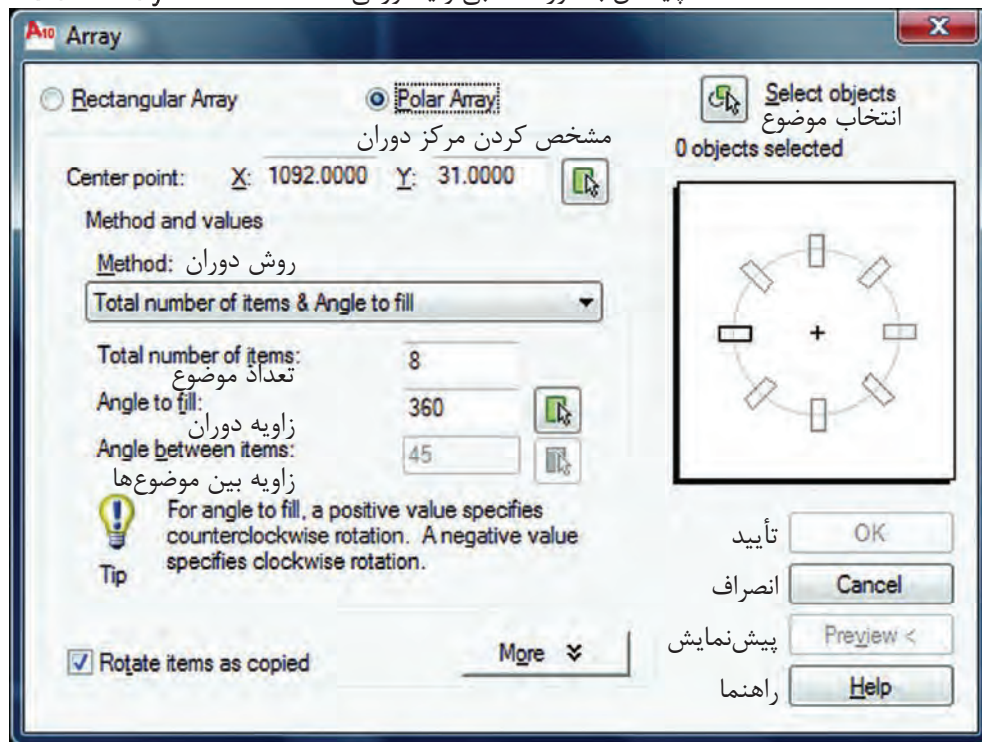 Array
Rectangular Array
Polar Array
Select objects
انتخاب موضوع
0 objects selected
مشخص کردن مرکز دوران
Center point: X: 1092.0000 Y: 31.0000
Method and values
Method: روش دوران
Total number of items & Angle to fill
Total number of items: 8
تعداد موضوع
Angle to fill: 360
زاویه دوران
Angle between items: 45
زاویه بین موضوع‌ها
For angle to fill, a positive value specifies
counterclockwise rotation. A negative value
specifies clockwise rotation.
Tip
Rotate items as copied
More
تأیید OK
انصراف Cancel
پیش‌نمایش Preview <
راهنما Help